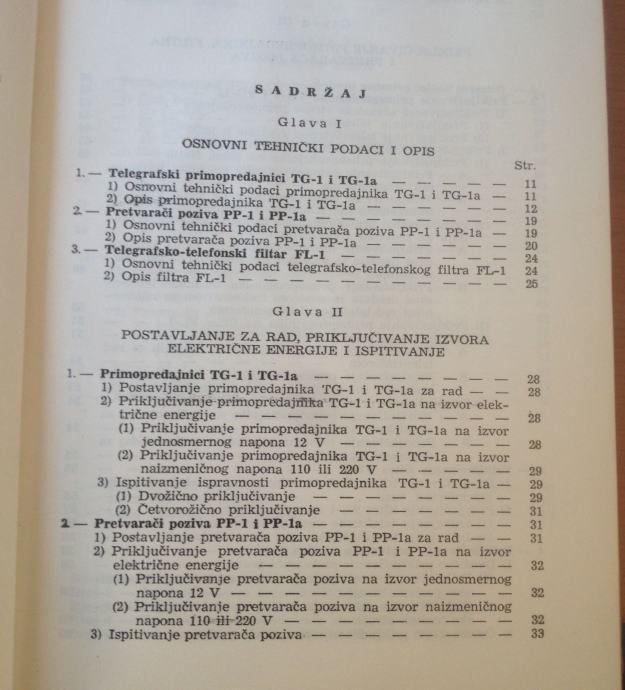 SADRŽAJ
Glava I
OSNOVNI TEHNIČKI PODACI I OPIS
Str.
1. — Telegrafski primopredajnici TG-1 i TG-1a — — — — — 11
1) Osnovni tehnički podaci primopredajnika TG-1 i TG-1a — 11
2) Opis primopredajnika TG-1 i TG-1a — — — — — 12
2. — Pretvarači poziva PP-1 i PP-1a — — — — — — — 19
1) Osnovni tehnički podaci pretvarača poziva PP-1 i PP-1a — 19
2) Opis pretvarača poziva PP-1 i PP-1a — — — — — 20
3. — Telegrafsko-telefonski filtar FL-1 — — — — — — 24
1) Osnovni tehnički podaci telegrafsko-telefonskog filtra FL-1 24
2) Opis filtra FL-1 — — — — — — — — — — 25
Glava II
POSTAVLJANJE ZA RAD, PRIKLJUČIVANJE IZVORA
ELEKTRIČNE ENERGIJE I ISPITIVANJE
1. — Primopredajnici TG-1 i TG-1a — — — — — — — 28
1) Postavljanje primopredajnika TG-1 i TG-1a za rad — — 28
2) Priključivanje primopredajnika TG-1 i TG-1a na izvor elek-
trične energije — — — — — — — — — — 28
(1) Priključivanje primopredajnika TG-1 i TG-1a na izvor
jednosmernog napona 12 V — — — — — — 28
(2) Priključivanje primopredajnika TG-1 i TG-1a na izvor
naizmeničnog napona 110 ili 220 V — — — — — 29
3) Ispitivanje ispravnosti primopredajnika TG-1 i TG-1a — 29
(1) Dvožično priključivanje — — — — — — — 29
(2) Četvorožično priključivanje — — — — — — 31
2. — Pretvarači poziva PP-1 i PP-1a — — — — — — — 31
1) Postavljanje pretvarača poziva PP-1 i PP-1a za rad — — 31
2) Priključivanje pretvarača poziva PP-1 i PP-1a na izvor
električne energije — — — — — — — — — 32
(1) Priključivanje pretvarača poziva na izvor jednosmernog
napona 12 V — — — — — — — — — — 32
(2) Priključivanje pretvarača poziva na izvor naizmeničnog
napona 110 ili 220 V — — — — — — — — 32
3) Ispitivanje pretvarača poziva — — — — — — — 33